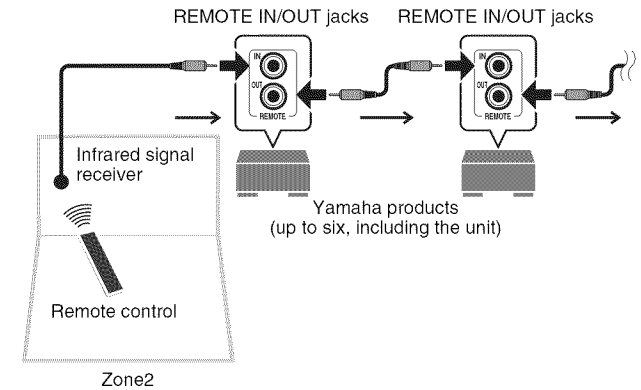 REMOTE IN/OUT jacks
REMOTE IN/OUT jacks
IN
OUT
REMOTE
IN
OUT
REMOTE
Infrared signal
receiver
Yamaha products
(up to six, including the unit)
Remote control
Zone2